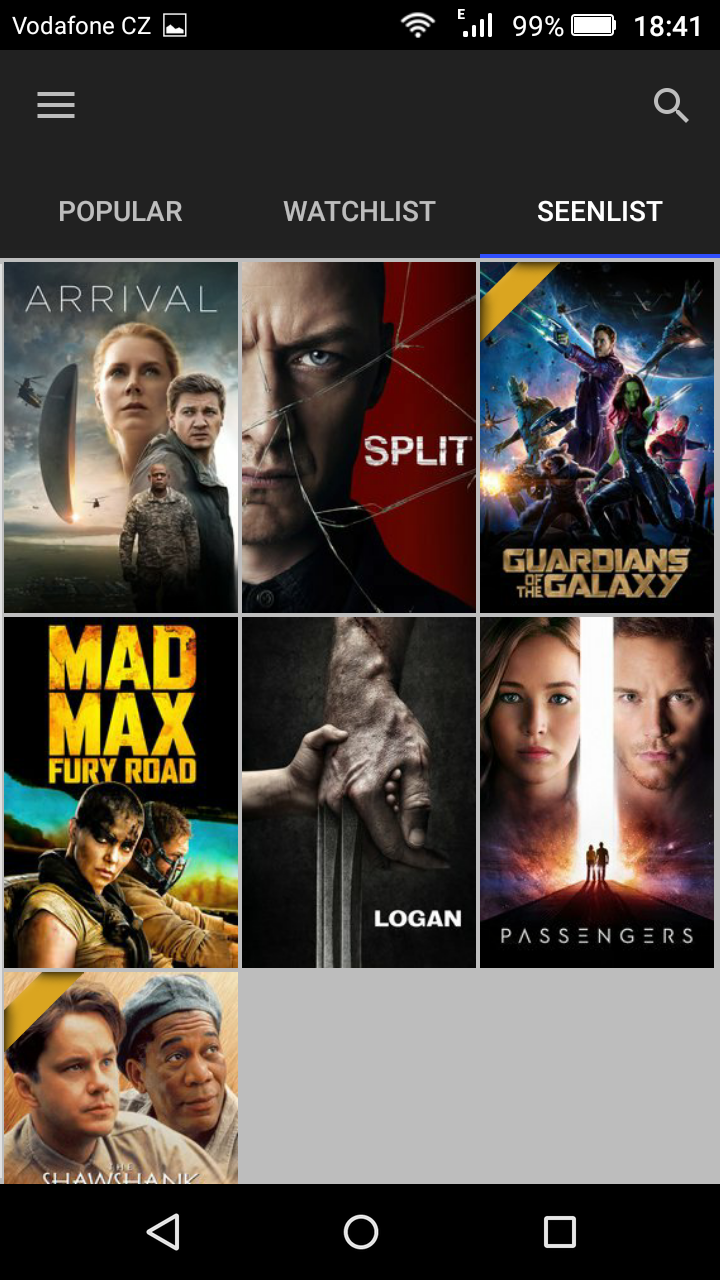 Vodafone CZ E 99% 18:41
POPULAR WATCHLIST SEENLIST
ARRIVAL
SPLIT
GUARDIANS
OF THE GALAXY
MAD
MAX
FURY ROAD
LOGAN
PASSENGERS
THE
SHAWSHANK